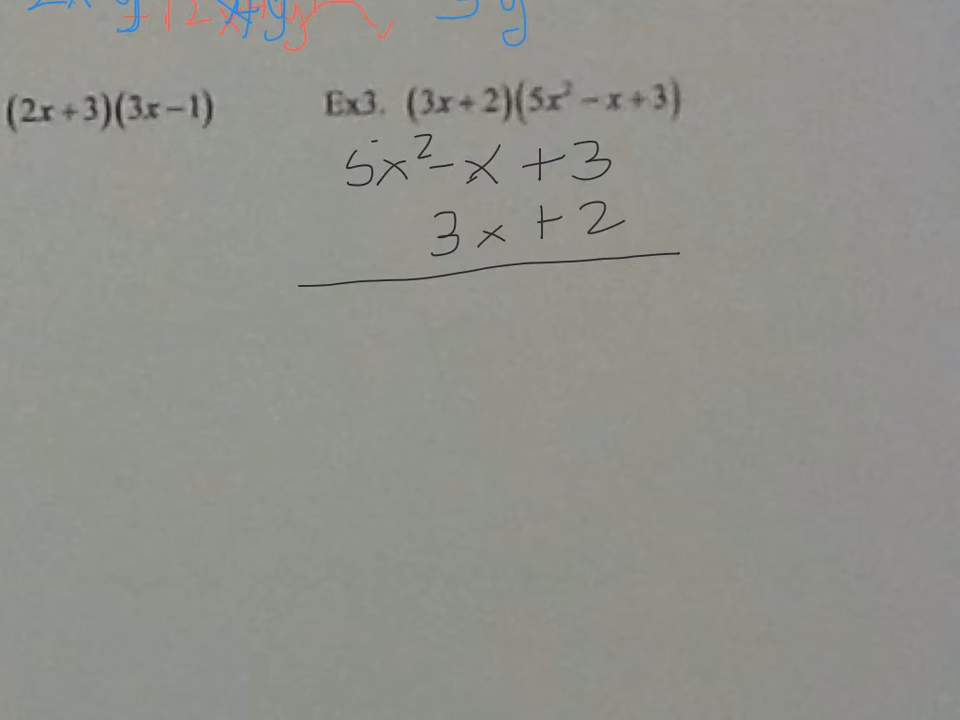 (2x+3)(3x-1) Ex3. (3x+2)(5x²-x+3)
5x²-x+3
3x+2